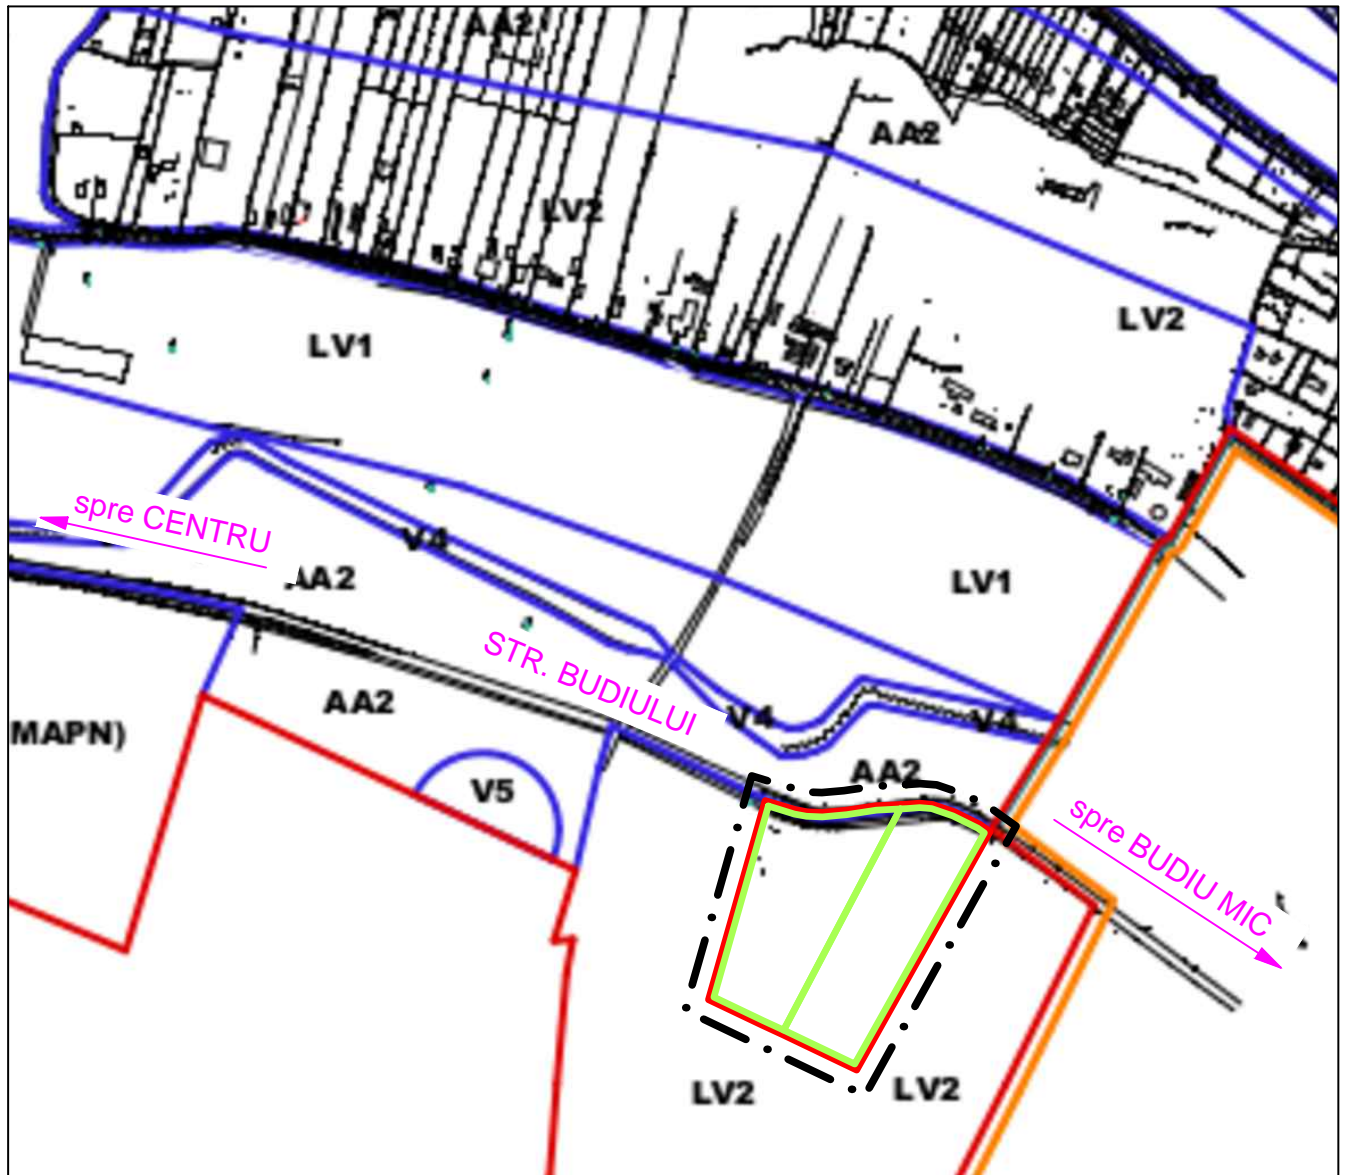 AA2
AA2
LV2
LV2
LV1
spre CENTRU
V4
AA2
LV1
STR. BUDIULUI
AA2
V4
V4
MAPN)
AA2
V5
spre BUDIU MIC
LV2
LV2